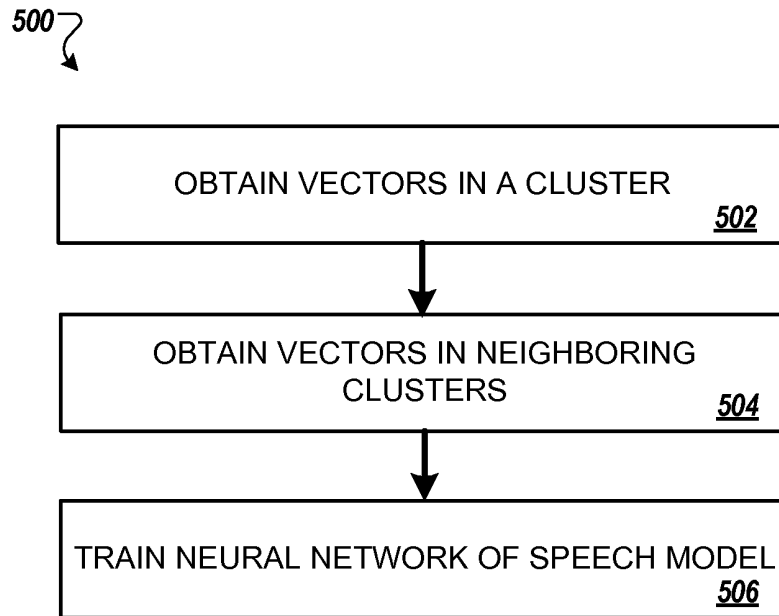 500
OBTAIN VECTORS IN A CLUSTER
502
OBTAIN VECTORS IN NEIGHBORING
CLUSTERS
504
TRAIN NEURAL NETWORK OF SPEECH MODEL
506